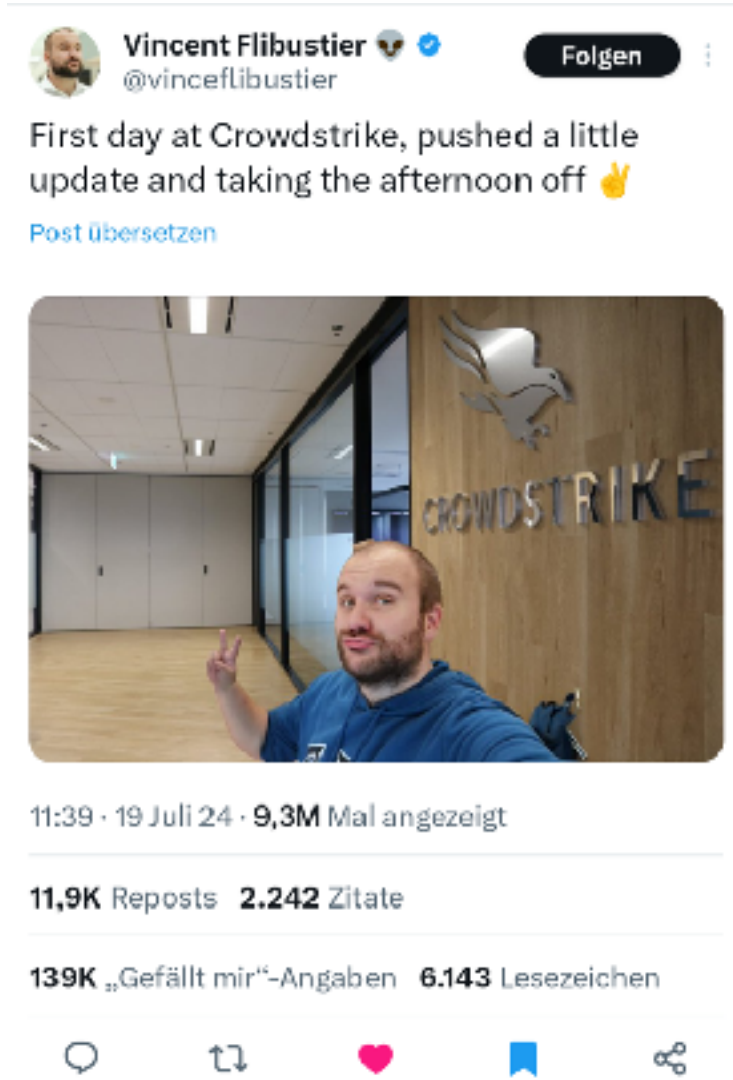 Vincent Flibustier 👽
@vinceflibustier
Folgen
First day at Crowdstrike, pushed a little
update and taking the afternoon off ✌️
Post übersetzen
CROWDSTRIKE
11:39 · 19 Juli 24 · 9,3M Mal angezeigt
11,9K Reposts 2.242 Zitate
139K „Gefällt mir“-Angaben 6.143 Lesezeichen